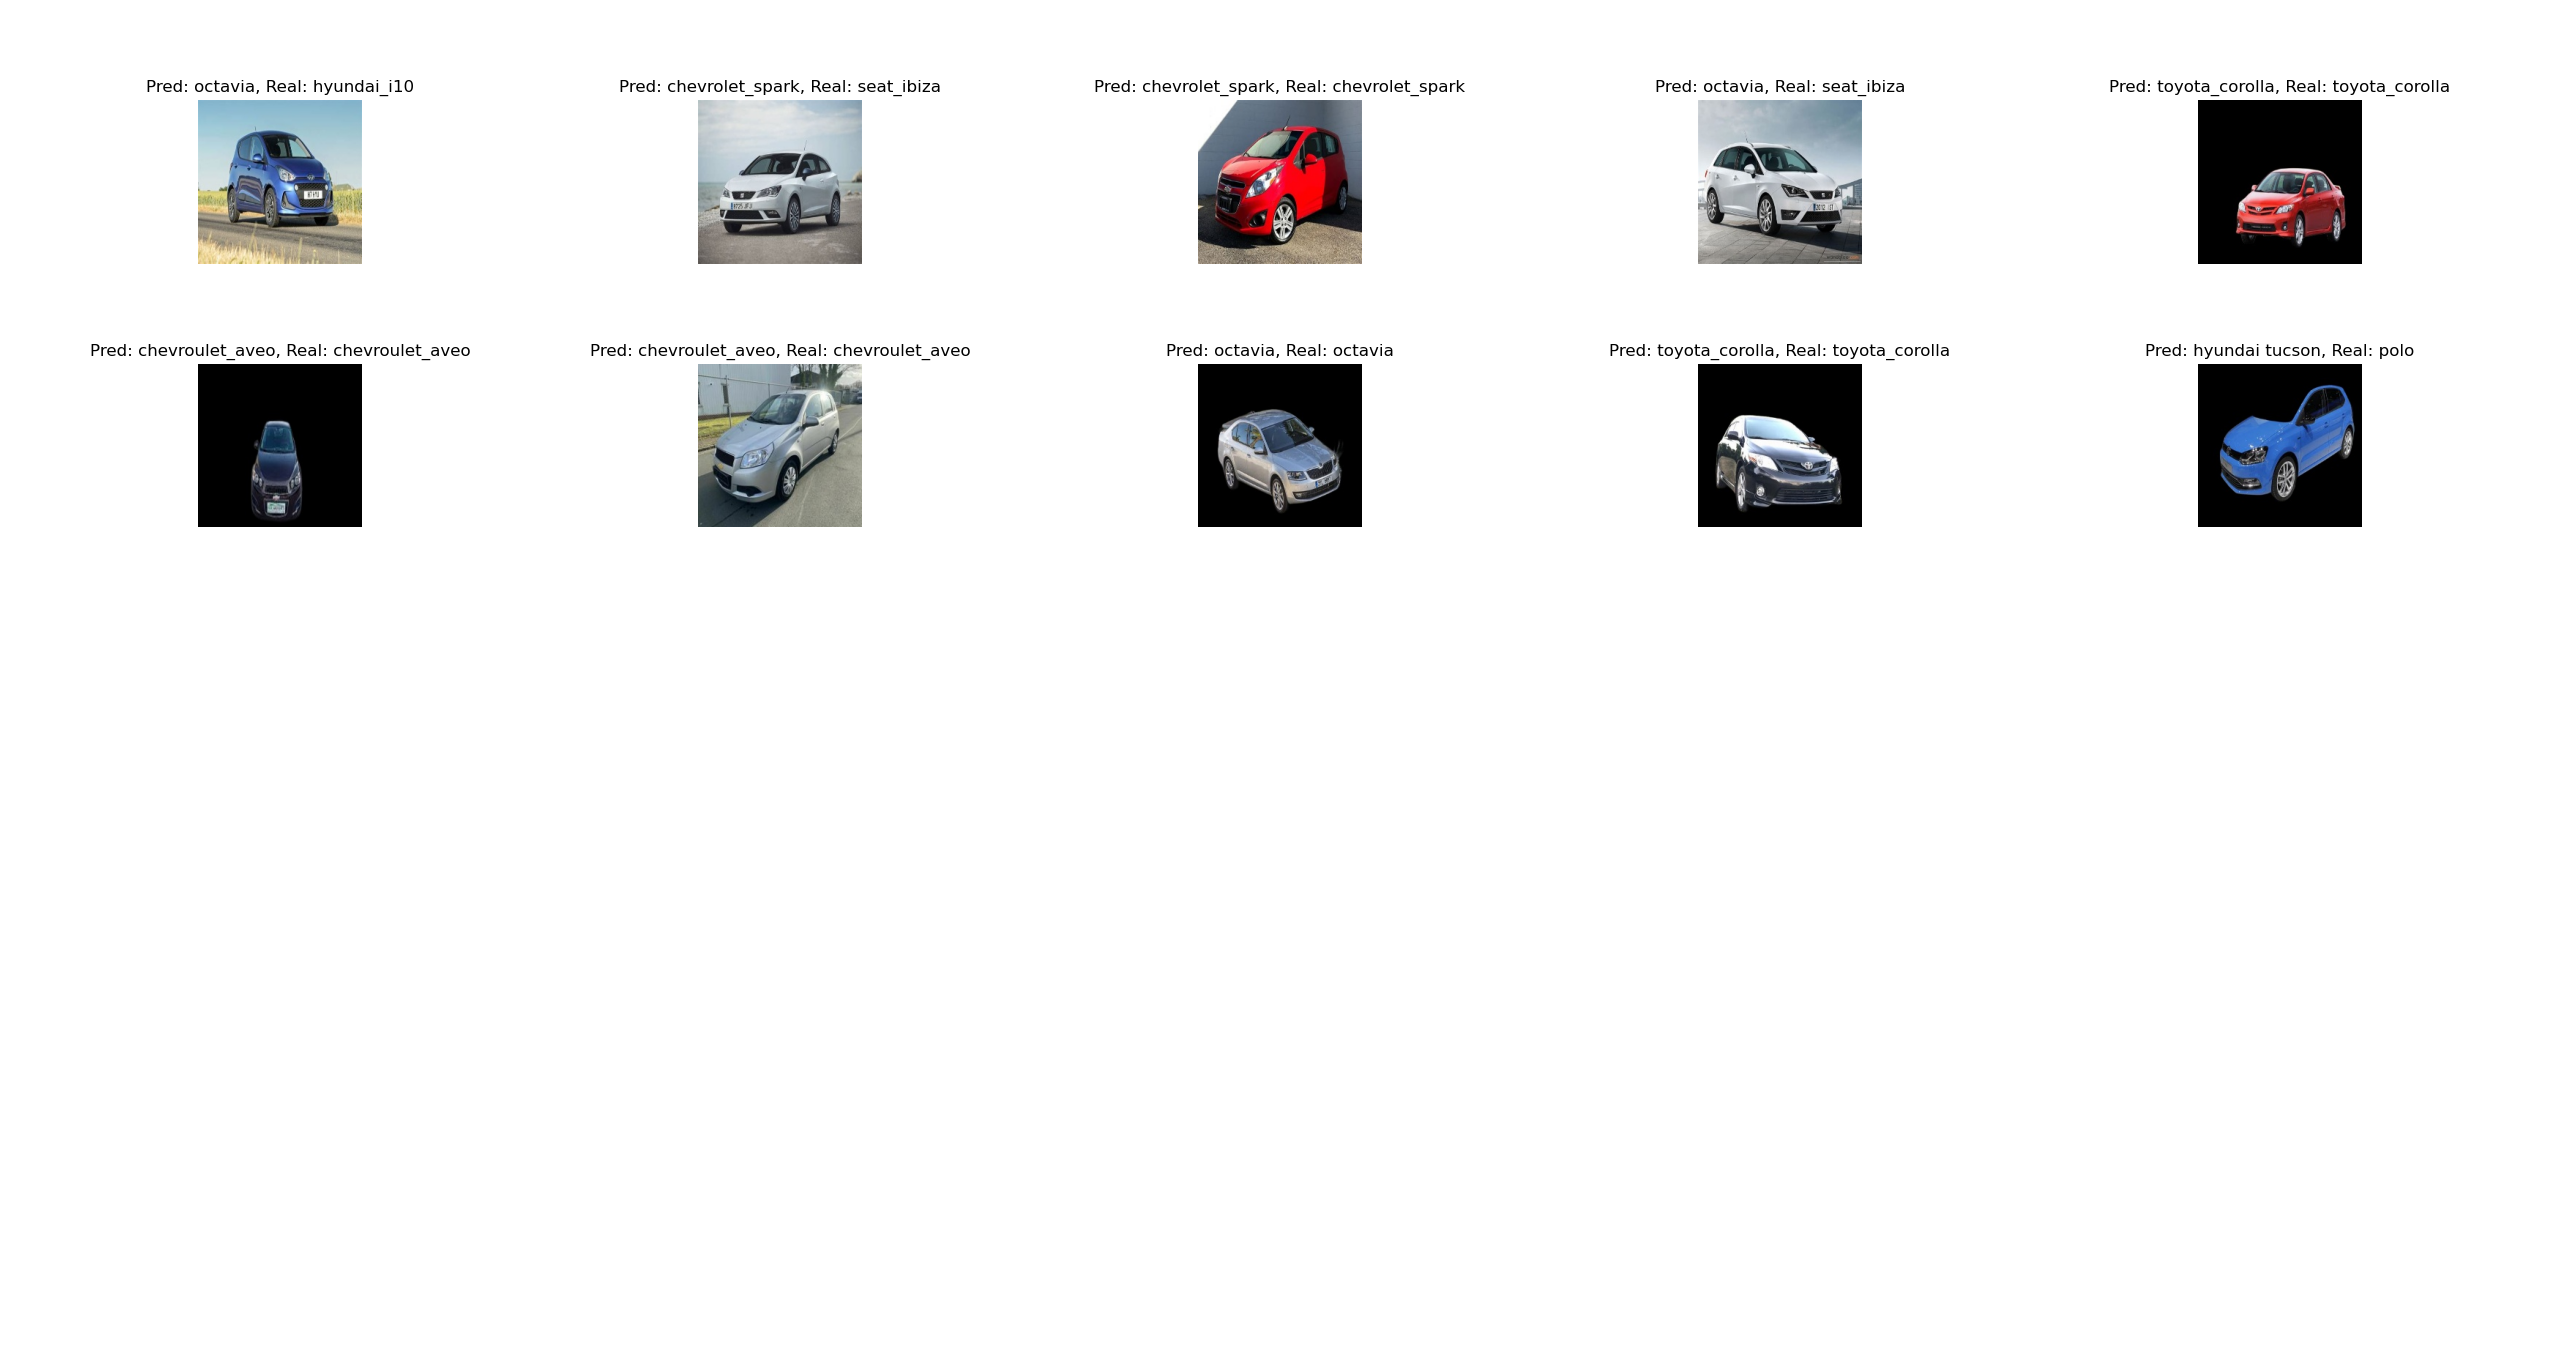 Pred: octavia, Real: hyundai_i10
Pred: chevrolet_spark, Real: seat_ibiza
Pred: chevrolet_spark, Real: chevrolet_spark
Pred: octavia, Real: seat_ibiza
Pred: toyota_corolla, Real: toyota_corolla
Pred: chevroulet_aveo, Real: chevroulet_aveo
Pred: chevroulet_aveo, Real: chevroulet_aveo
Pred: octavia, Real: octavia
Pred: toyota_corolla, Real: toyota_corolla
Pred: hyundai tucson, Real: polo